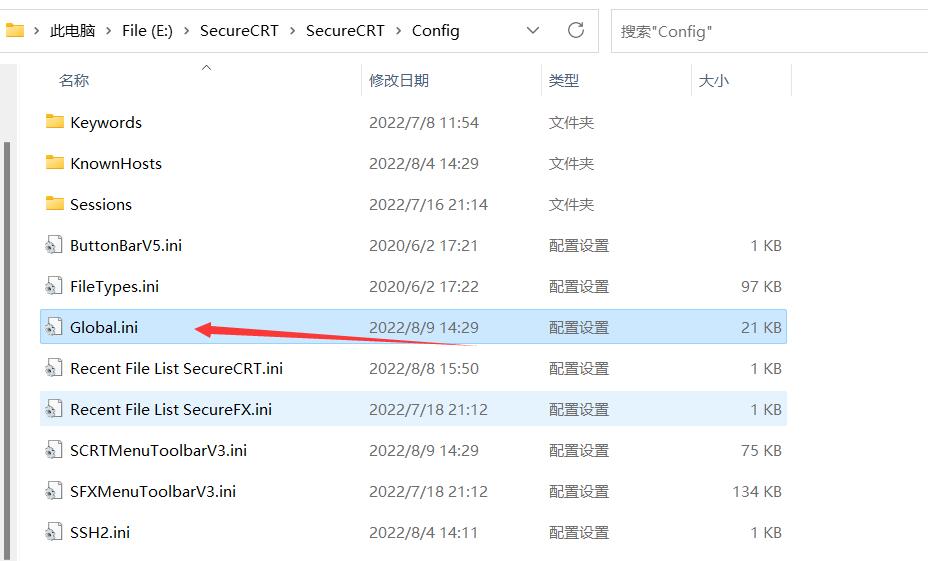 此电脑 > File (E:) > SecureCRT > SecureCRT > Config
搜索"Config"
名称 修改日期 类型 大小
Keywords 2022/7/8 11:54 文件夹
KnownHosts 2022/8/4 14:29 文件夹
Sessions 2022/7/16 21:14 文件夹
ButtonBarV5.ini 2020/6/2 17:21 配置设置 1 KB
FileTypes.ini 2020/6/2 17:22 配置设置 97 KB
Global.ini 2022/8/9 14:29 配置设置 21 KB
Recent File List SecureCRT.ini 2022/8/8 15:50 配置设置 1 KB
Recent File List SecureFX.ini 2022/7/18 21:12 配置设置 1 KB
SCRTMenuToolbarV3.ini 2022/8/9 14:29 配置设置 75 KB
SFXMenuToolbarV3.ini 2022/7/18 21:12 配置设置 134 KB
SSH2.ini 2022/8/4 14:11 配置设置 1 KB